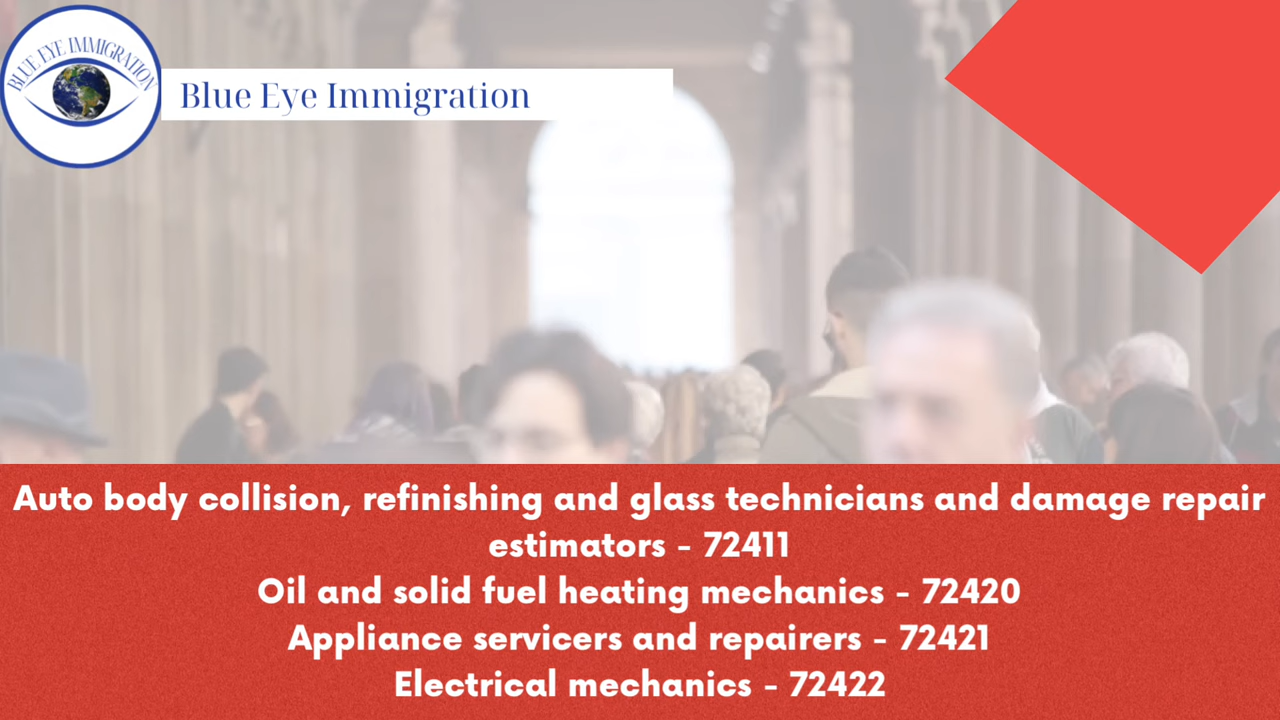 BLUE EYE IMMIGRATION
Blue Eye Immigration
Auto body collision, refinishing and glass technicians and damage repair
estimators - 72411
Oil and solid fuel heating mechanics - 72420
Appliance servicers and repairers - 72421
Electrical mechanics - 72422